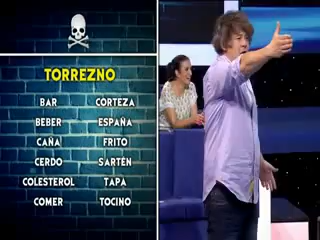 TORREZNO
BAR CORTEZA
BEBER ESPAÑA
CAÑA FRITO
CERDO SARTÉN
COLESTEROL TAPA
COMER TOCINO